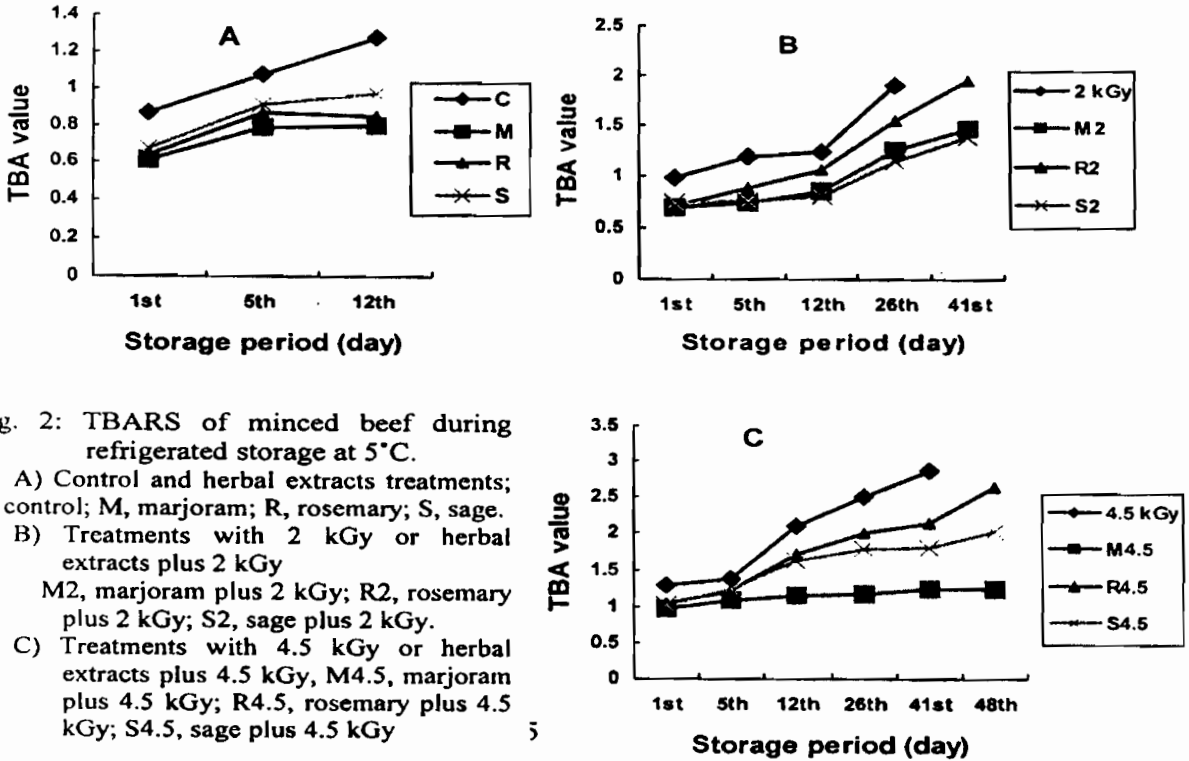 1.4
1.2
1
0.8
0.6
0.4
0.2
0
TBA value
A
1st 5th 12th
Storage period (day)
C
M
R
S
2.5
2
1.5
1
0.5
0
TBA value
B
1st 5th 12th 26th 41st
Storage period (day)
2 kGy
M2
R2
S2
g. 2: TBARS of minced beef during
refrigerated storage at 5°C.
A) Control and herbal extracts treatments;
control; M, marjoram; R, rosemary; S, sage.
B) Treatments with 2 kGy or herbal
extracts plus 2 kGy
M2, marjoram plus 2 kGy; R2, rosemary
plus 2 kGy; S2, sage plus 2 kGy.
C) Treatments with 4.5 kGy or herbal
extracts plus 4.5 kGy, M4.5, marjoram
plus 4.5 kGy; R4.5, rosemary plus 4.5
kGy; S4.5, sage plus 4.5 kGy
5
3.5
3
2.5
2
1.5
1
0.5
0
TBA value
C
1st 5th 12th 26th 41st 48th
Storage period (day)
4.5 kGy
M4.5
R4.5
S4.5